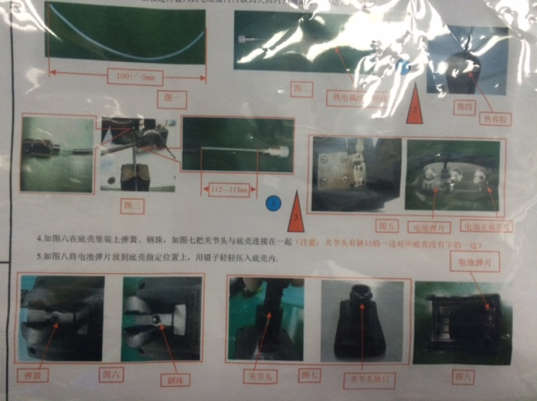 100+/-5mm
图一
图二
图四
热容胶
图三
112~113mm
图五
电池弹片
4.如图六在底壳里装上弹簧、钢珠，如图七把关节头与底壳连接在一起(注意：关节头有缺口的一边对应底壳没有字的一边)
5.如图八将电池弹片放到底壳指定位置上，用镊子轻轻压入底壳内.
电池弹片
弹簧
图六
钢珠
关节头
图七
关节头缺口
图八